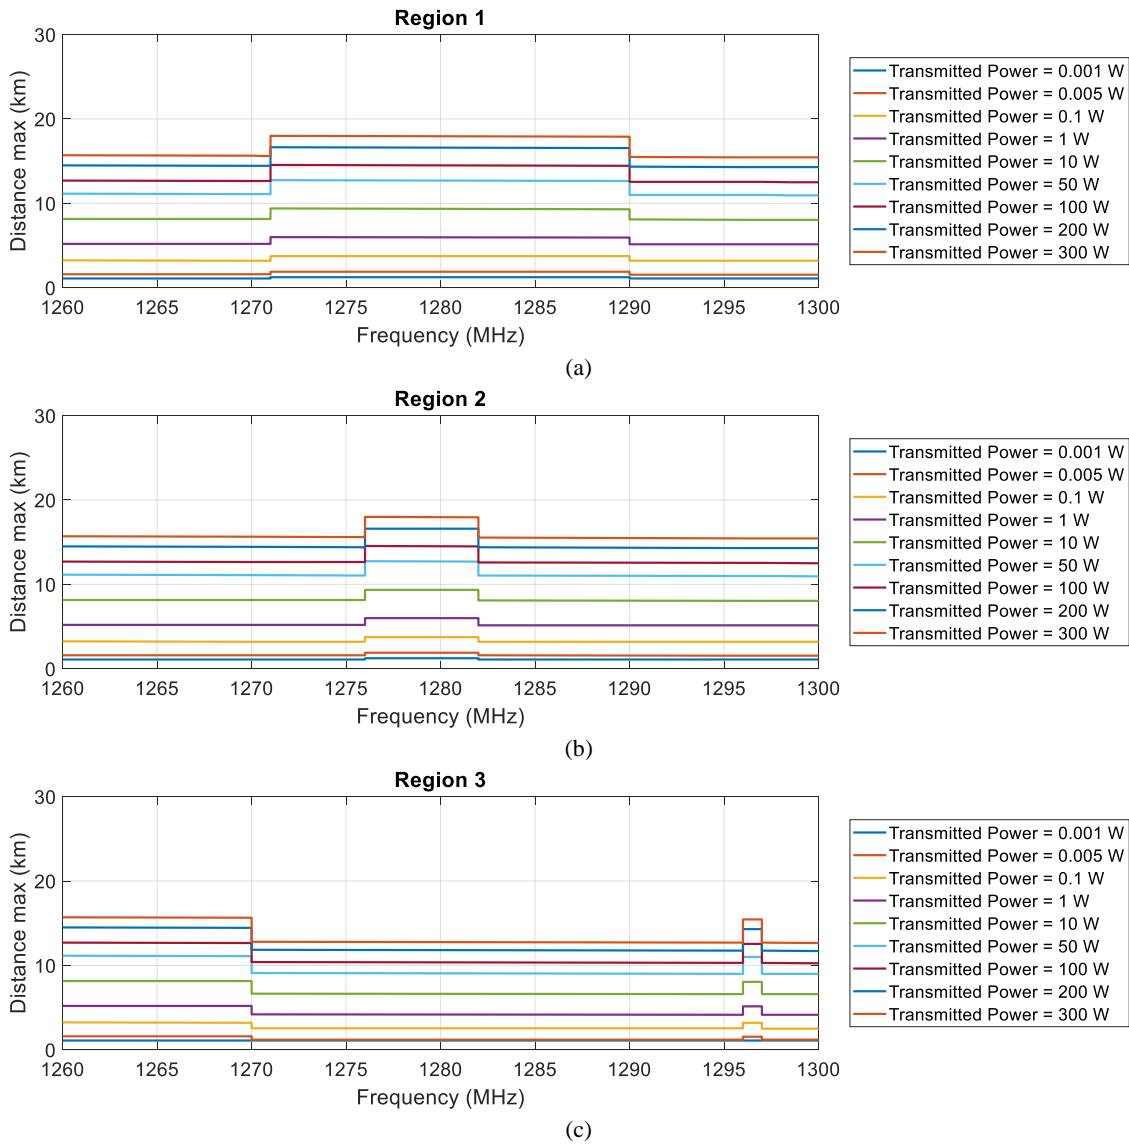 Region 1
30
20
10
0
Distance max (km)
1260 1265 1270 1275 1280 1285 1290 1295 1300
Frequency (MHz)
Transmitted Power = 0.001 W
Transmitted Power = 0.005 W
Transmitted Power = 0.1 W
Transmitted Power = 1 W
Transmitted Power = 10 W
Transmitted Power = 50 W
Transmitted Power = 100 W
Transmitted Power = 200 W
Transmitted Power = 300 W
(a)
Region 2
30
20
10
0
Distance max (km)
1260 1265 1270 1275 1280 1285 1290 1295 1300
Frequency (MHz)
Transmitted Power = 0.001 W
Transmitted Power = 0.005 W
Transmitted Power = 0.1 W
Transmitted Power = 1 W
Transmitted Power = 10 W
Transmitted Power = 50 W
Transmitted Power = 100 W
Transmitted Power = 200 W
Transmitted Power = 300 W
(b)
Region 3
30
20
10
0
Distance max (km)
1260 1265 1270 1275 1280 1285 1290 1295 1300
Frequency (MHz)
Transmitted Power = 0.001 W
Transmitted Power = 0.005 W
Transmitted Power = 0.1 W
Transmitted Power = 1 W
Transmitted Power = 10 W
Transmitted Power = 50 W
Transmitted Power = 100 W
Transmitted Power = 200 W
Transmitted Power = 300 W
(c)